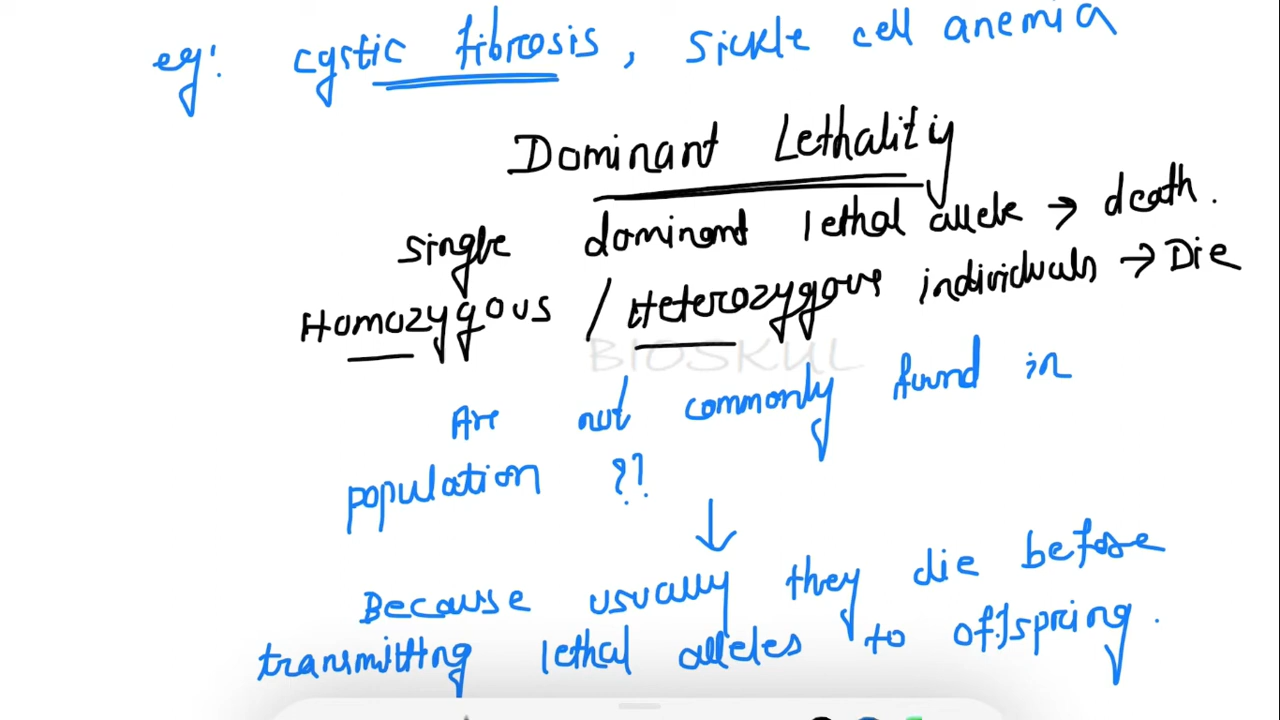 eg: cystic fibrosis, sickle cell anemia
Dominant Lethality
single dominant lethal allele → death.
Homozygous / Heterozygous individuals → Die
BIOSKUL
Are not commonly found in
population ??
↓
Because usually they die before
transmitting lethal alleles to offspring.